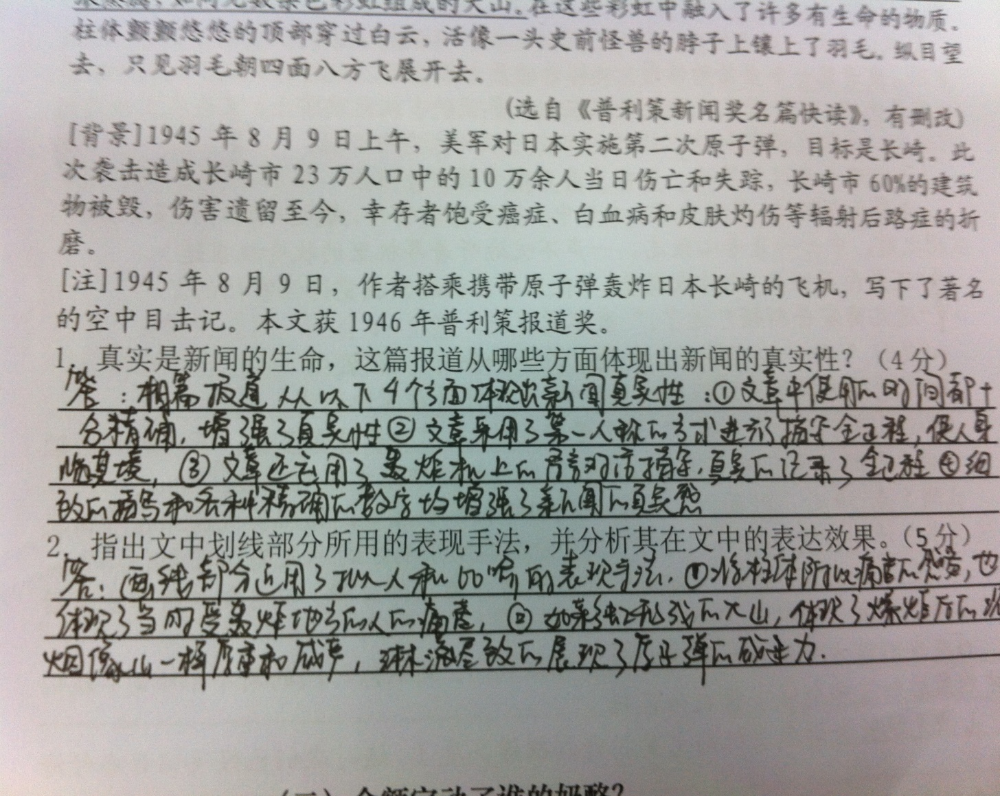 如同无数杂色彩虹组成的大山。在这些彩虹中融入了许多有生命的物质。
柱体颤颤悠悠的顶部穿过白云，活像一头史前怪兽的脖子上镶上了羽毛。纵目望
去，只见羽毛朝四面八方飞展开去。
(选自《普利策新闻奖名篇快读》，有删改)
[背景]1945 年 8 月 9 日上午，美军对日本实施第二次原子弹，目标是长崎。此
次袭击造成长崎市 23 万人口中的 10 万余人当日伤亡和失踪，长崎市 60%的建筑
物被毁，伤害遗留至今，幸存者饱受癌症、白血病和皮肤灼伤等辐射后路症的折
磨。
[注]1945 年 8 月 9 日，作者搭乘携带原子弹轰炸日本长崎的飞机，写下了著名
的空中目击记。本文获 1946 年普利策报道奖。
1．真实是新闻的生命，这篇报道从哪些方面体现出新闻的真实性？（4 分）
答：篇报道从以下4个方面体现出新闻真实性：①文章中使用的时间都十
分精确，增强了真实性②文章采用了第一人称的方式进行描写全过程，使人身
临其境，③文章还运用了轰炸机上的对话描写，真实的记录了全过程④细
致的描写和各种精确的数字均增强了新闻的真实感
2．指出文中划线部分所用的表现手法，并分析其在文中的表达效果。（5 分）
答：画线部分运用了拟人和比喻的表现手法，①将柱体，也
体现了当时受轰炸地方的人的痛苦，②如彩虹形成的大山，体现了爆炸后的
烟像山一样厚重和威严，淋漓尽致的展现了原子弹的威力．